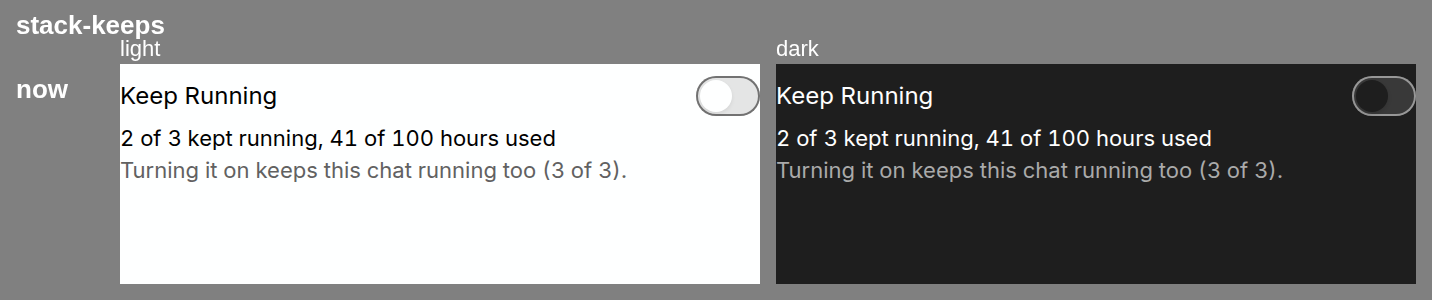 stack-keeps
light
dark
now
Keep Running
2 of 3 kept running, 41 of 100 hours used
Turning it on keeps this chat running too (3 of 3).
Keep Running
2 of 3 kept running, 41 of 100 hours used
Turning it on keeps this chat running too (3 of 3).